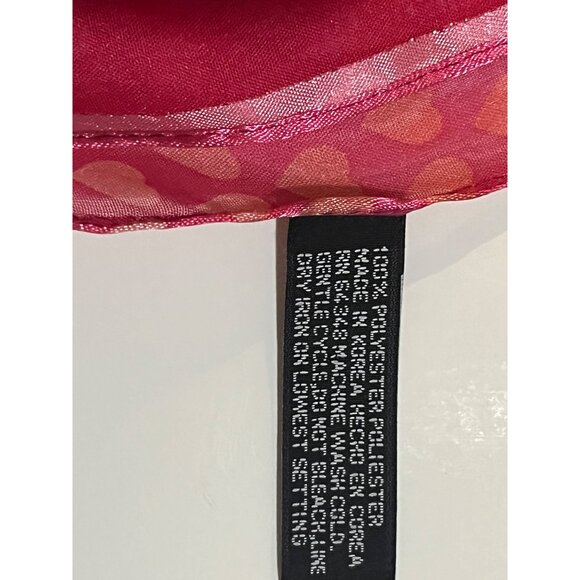 100% POLYESTER POLIESTER
MADE IN KOREA HECHO EN COREA
RN 64348 MACHINE WASH COLD.
GENTLE CYCLE,DO NOT BLEACH,LINE
DRY IRON ON LOWEST SETTING